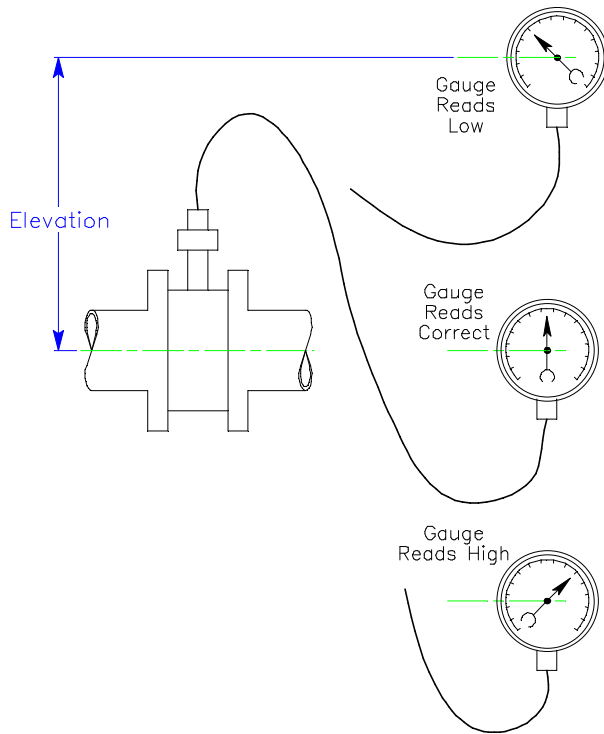 Gauge
Reads
Low
Elevation
Gauge
Reads
Correct
Gauge
Reads High